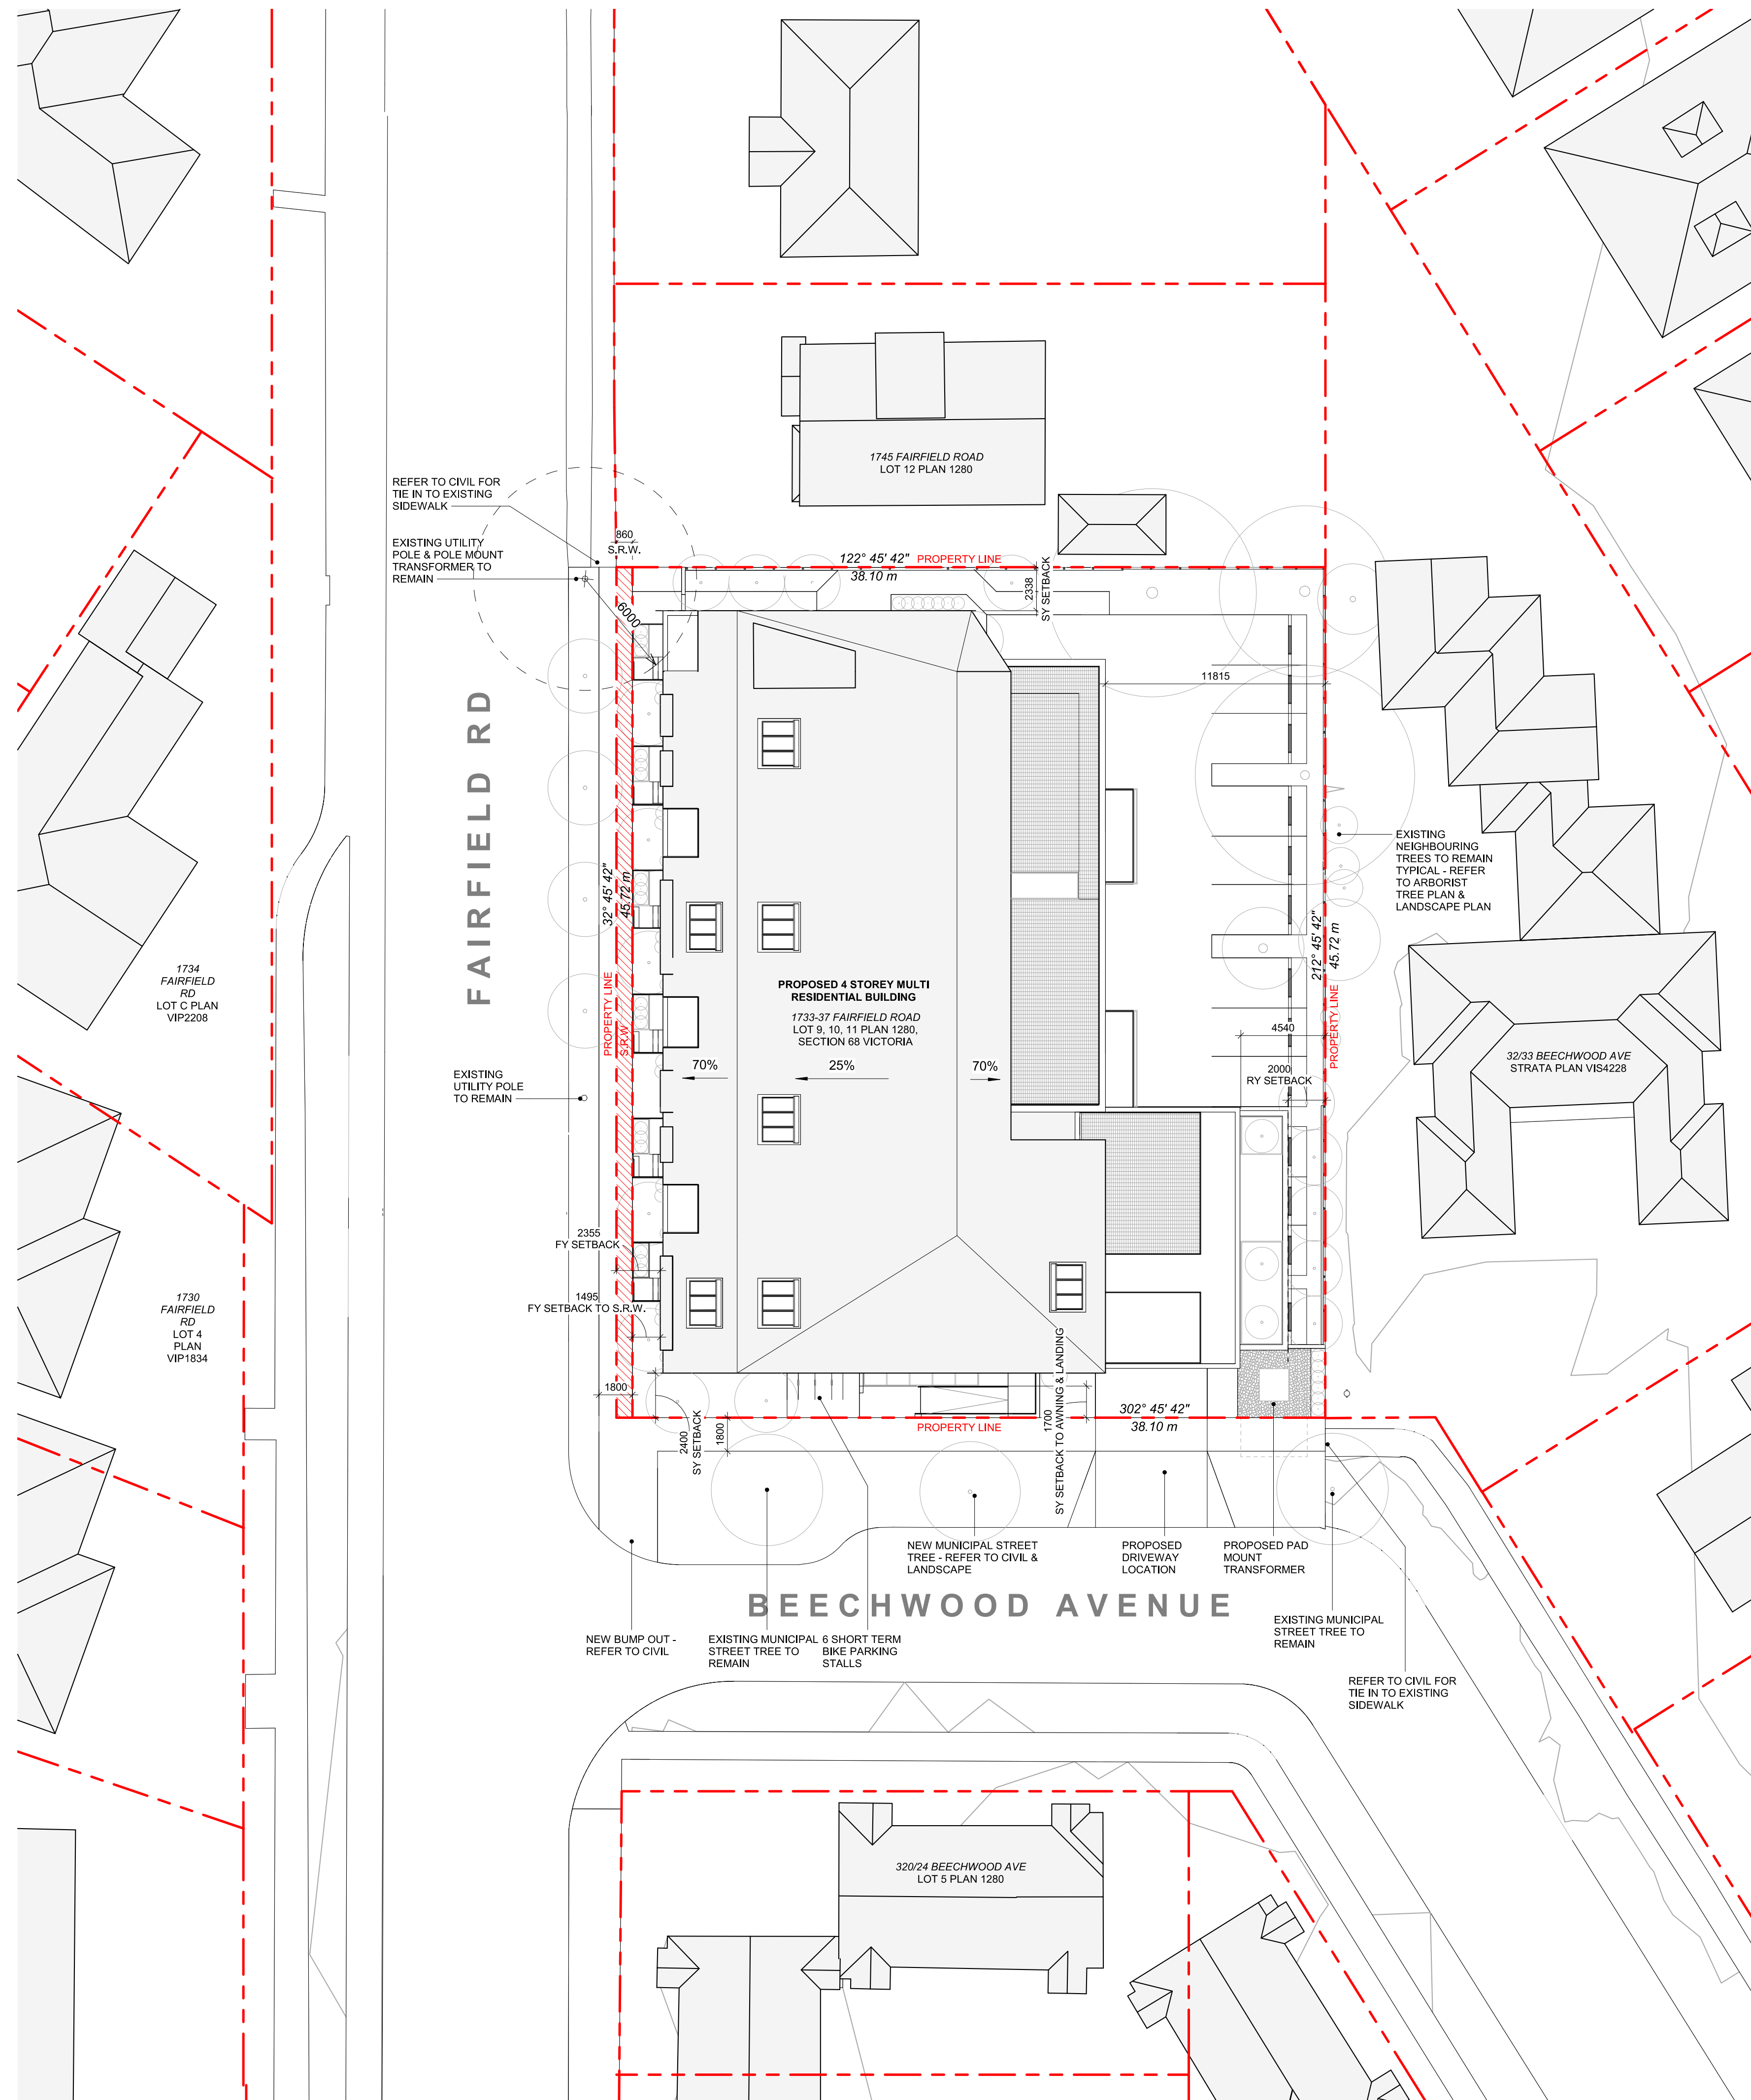 1745 FAIRFIELD ROAD
LOT 12 PLAN 1280
REFER TO CIVIL FOR
TIE IN TO EXISTING
SIDEWALK
EXISTING UTILITY
POLE & POLE MOUNT
TRANSFORMER TO
REMAIN
860
S.R.W.
122° 45' 42" PROPERTY LINE
38.10 m
2338
SY SETBACK
6000
11815
FAIRFIELD RD
32° 45' 42"
45.72 m
PROPERTY LINE
S.R.W
EXISTING
NEIGHBOURING
TREES TO REMAIN
TYPICAL - REFER
TO ARBORIST
TREE PLAN &
LANDSCAPE PLAN
212° 45' 42"
45.72 m
PROPERTY LINE
1734
FAIRFIELD
RD
LOT C PLAN
VIP2208
PROPOSED 4 STOREY MULTI
RESIDENTIAL BUILDING
1733-37 FAIRFIELD ROAD
LOT 9, 10, 11 PLAN 1280,
SECTION 68 VICTORIA
70%
25%
70%
4540
2000
RY SETBACK
32/33 BEECHWOOD AVE
STRATA PLAN VIS4228
EXISTING
UTILITY POLE
TO REMAIN
2355
FY SETBACK
1495
FY SETBACK TO S.R.W.
1730
FAIRFIELD
RD
LOT 4
PLAN
VIP1834
1800
2400
SY SETBACK
1800
PROPERTY LINE
1700
SY SETBACK TO AWNING & LANDING
302° 45' 42"
38.10 m
NEW MUNICIPAL STREET
TREE - REFER TO CIVIL &
LANDSCAPE
PROPOSED
DRIVEWAY
LOCATION
PROPOSED PAD
MOUNT
TRANSFORMER
BEECHWOOD AVENUE
NEW BUMP OUT -
REFER TO CIVIL
EXISTING MUNICIPAL
STREET TREE TO
REMAIN
6 SHORT TERM
BIKE PARKING
STALLS
EXISTING MUNICIPAL
STREET TREE TO
REMAIN
REFER TO CIVIL FOR
TIE IN TO EXISTING
SIDEWALK
320/24 BEECHWOOD AVE
LOT 5 PLAN 1280